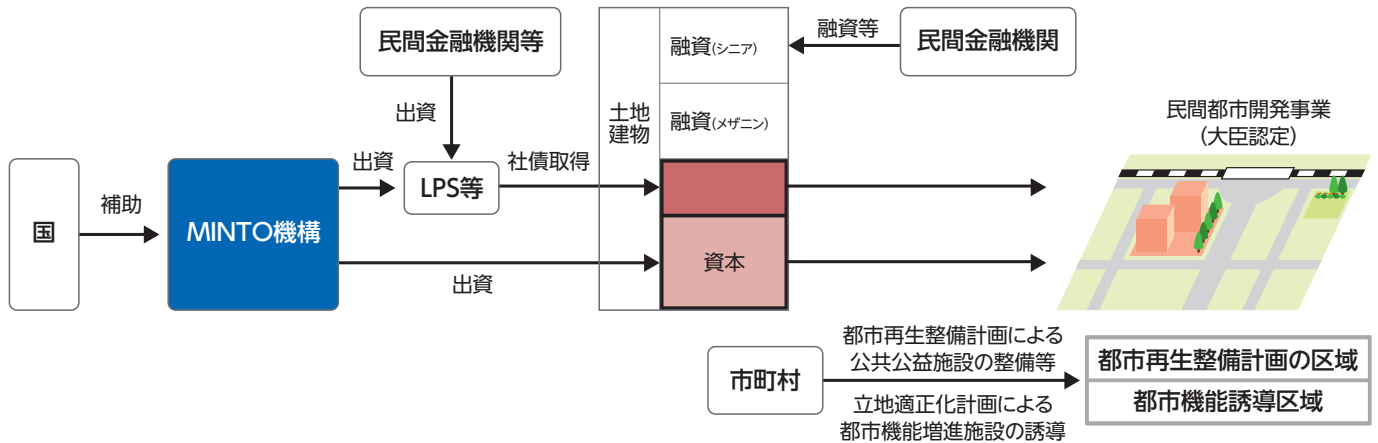 民間金融機関等
出資
国
補助
MINTO機構
出資
LPS等
社債取得
出資
土地
建物
融資(シニア)
融資(メザニン)
資本
融資等
民間金融機関
民間都市開発事業
(大臣認定)
市町村
都市再生整備計画による
公共公益施設の整備等
立地適正化計画による
都市機能増進施設の誘導
都市再生整備計画の区域
都市機能誘導区域